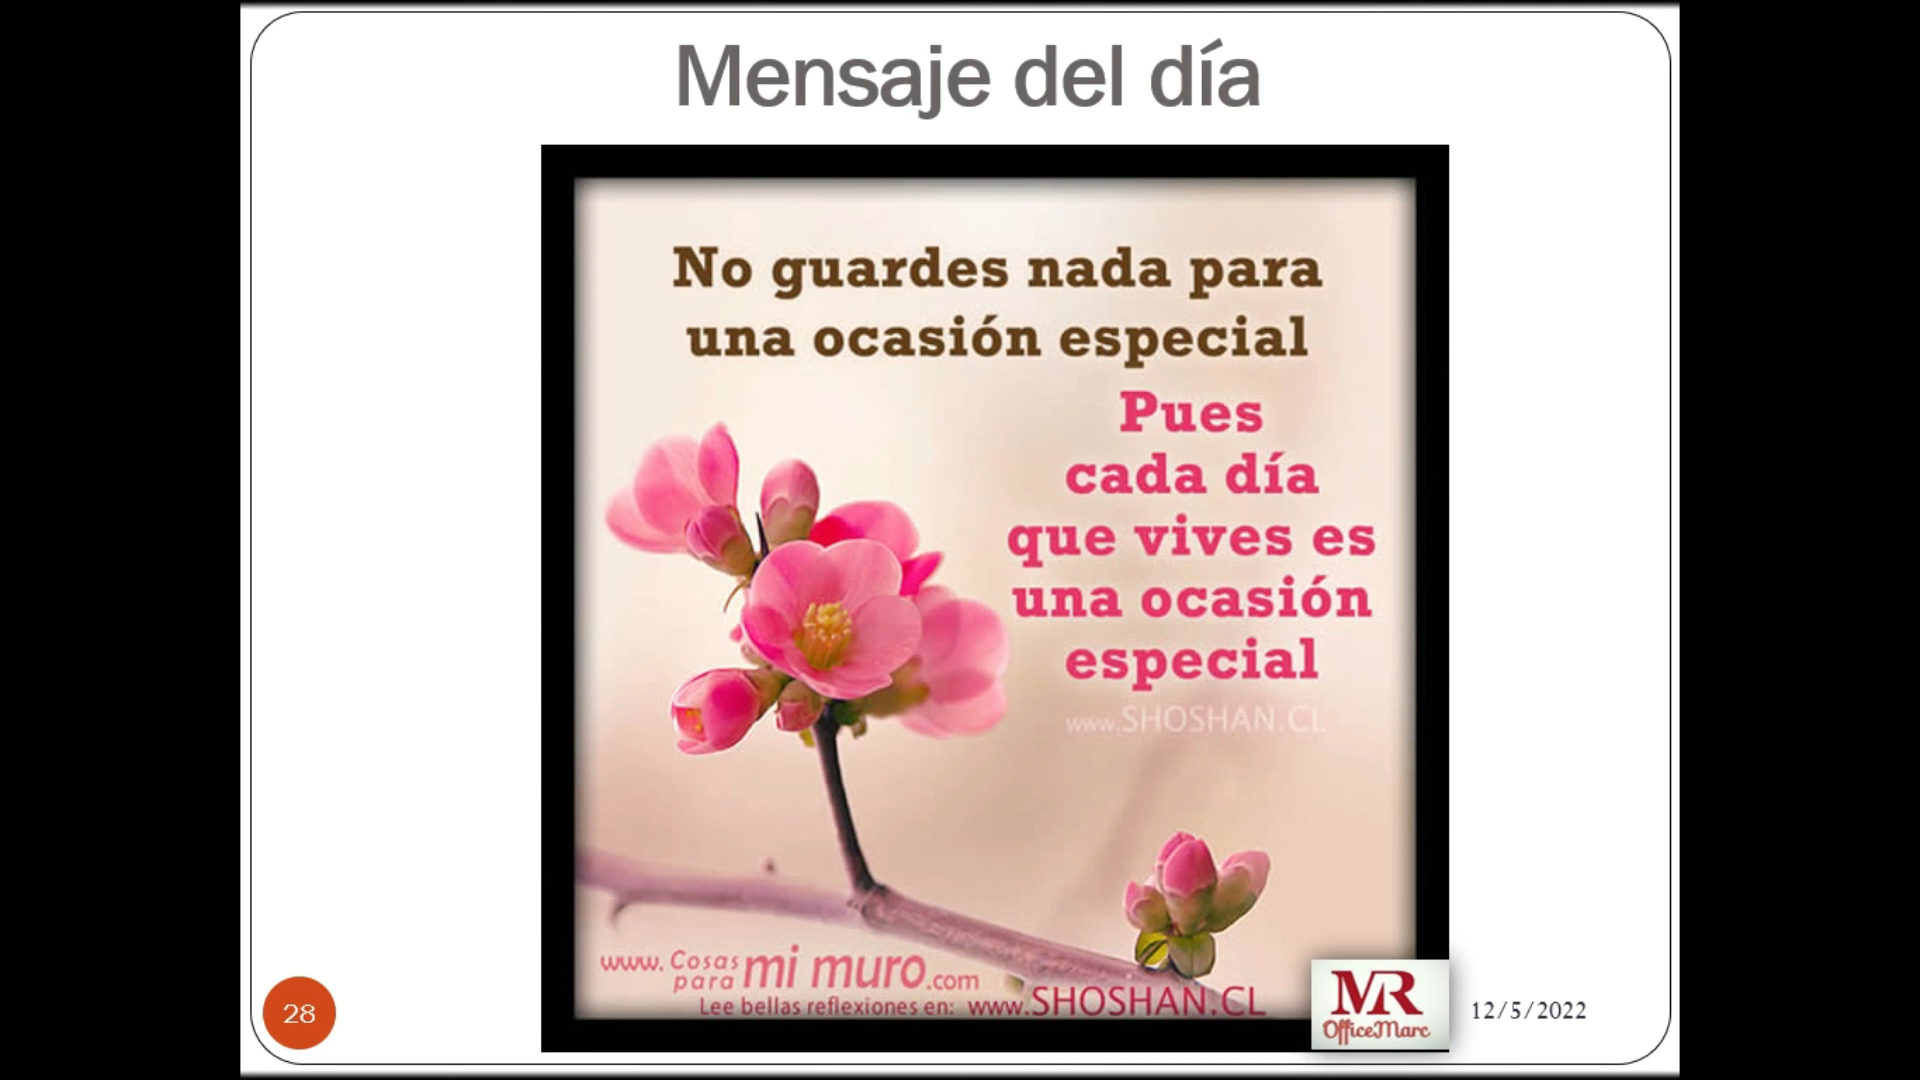 Mensaje del día
No guardes nada para
una ocasión especial
Pues
cada día
que vives es
una ocasión
especial
www.SHOSHAN.CL
www. Cosas para mi muro.com
Lee bellas reflexiones en: www.SHOSHAN.CL
MR
OfficeMarc
28
12/5/2022